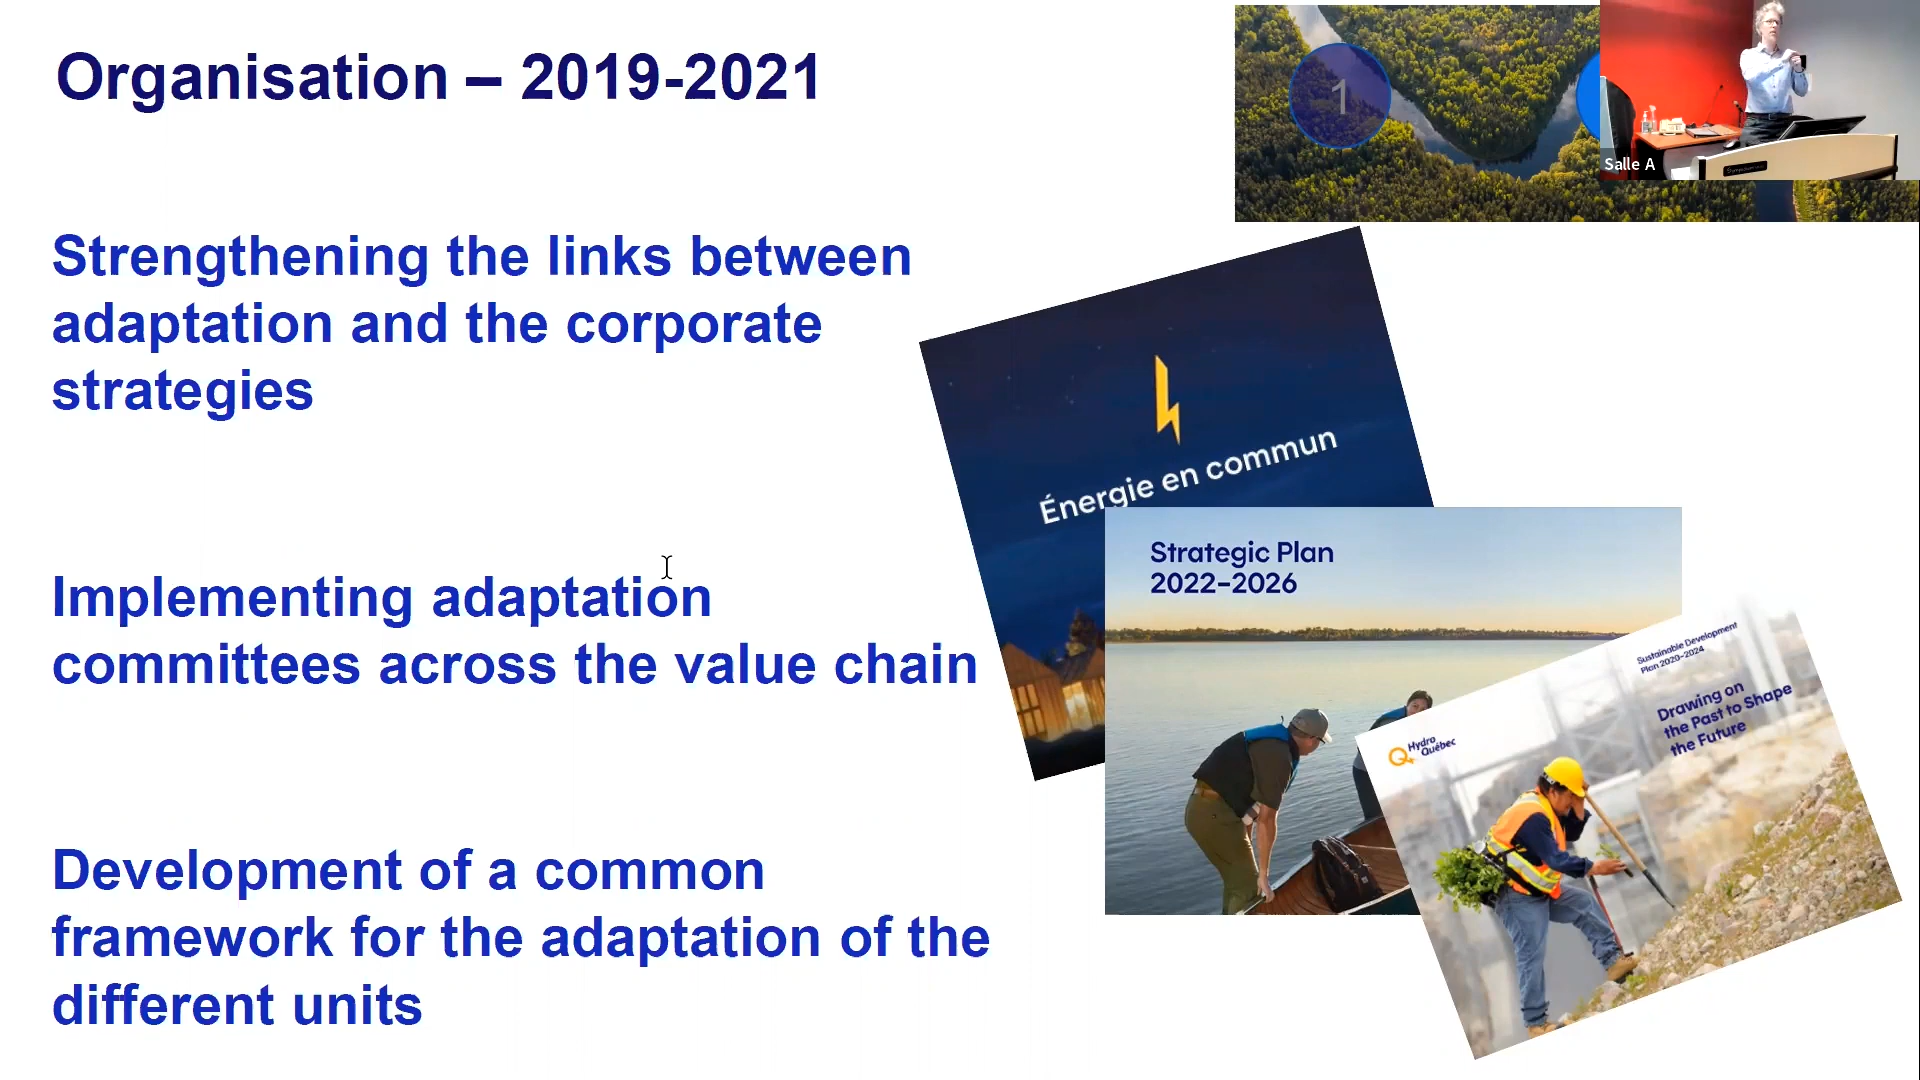 Organisation – 2019-2021
1
Salle A
Strengthening the links between
adaptation and the corporate
strategies
Implementing adaptation
committees across the value chain
Development of a common
framework for the adaptation of the
different units
Énergie en commun
Strategic Plan
2022–2026
Sustainable Development
Plan 2020–2024
Drawing on
the Past to Shape
the Future
Hydro
Québec